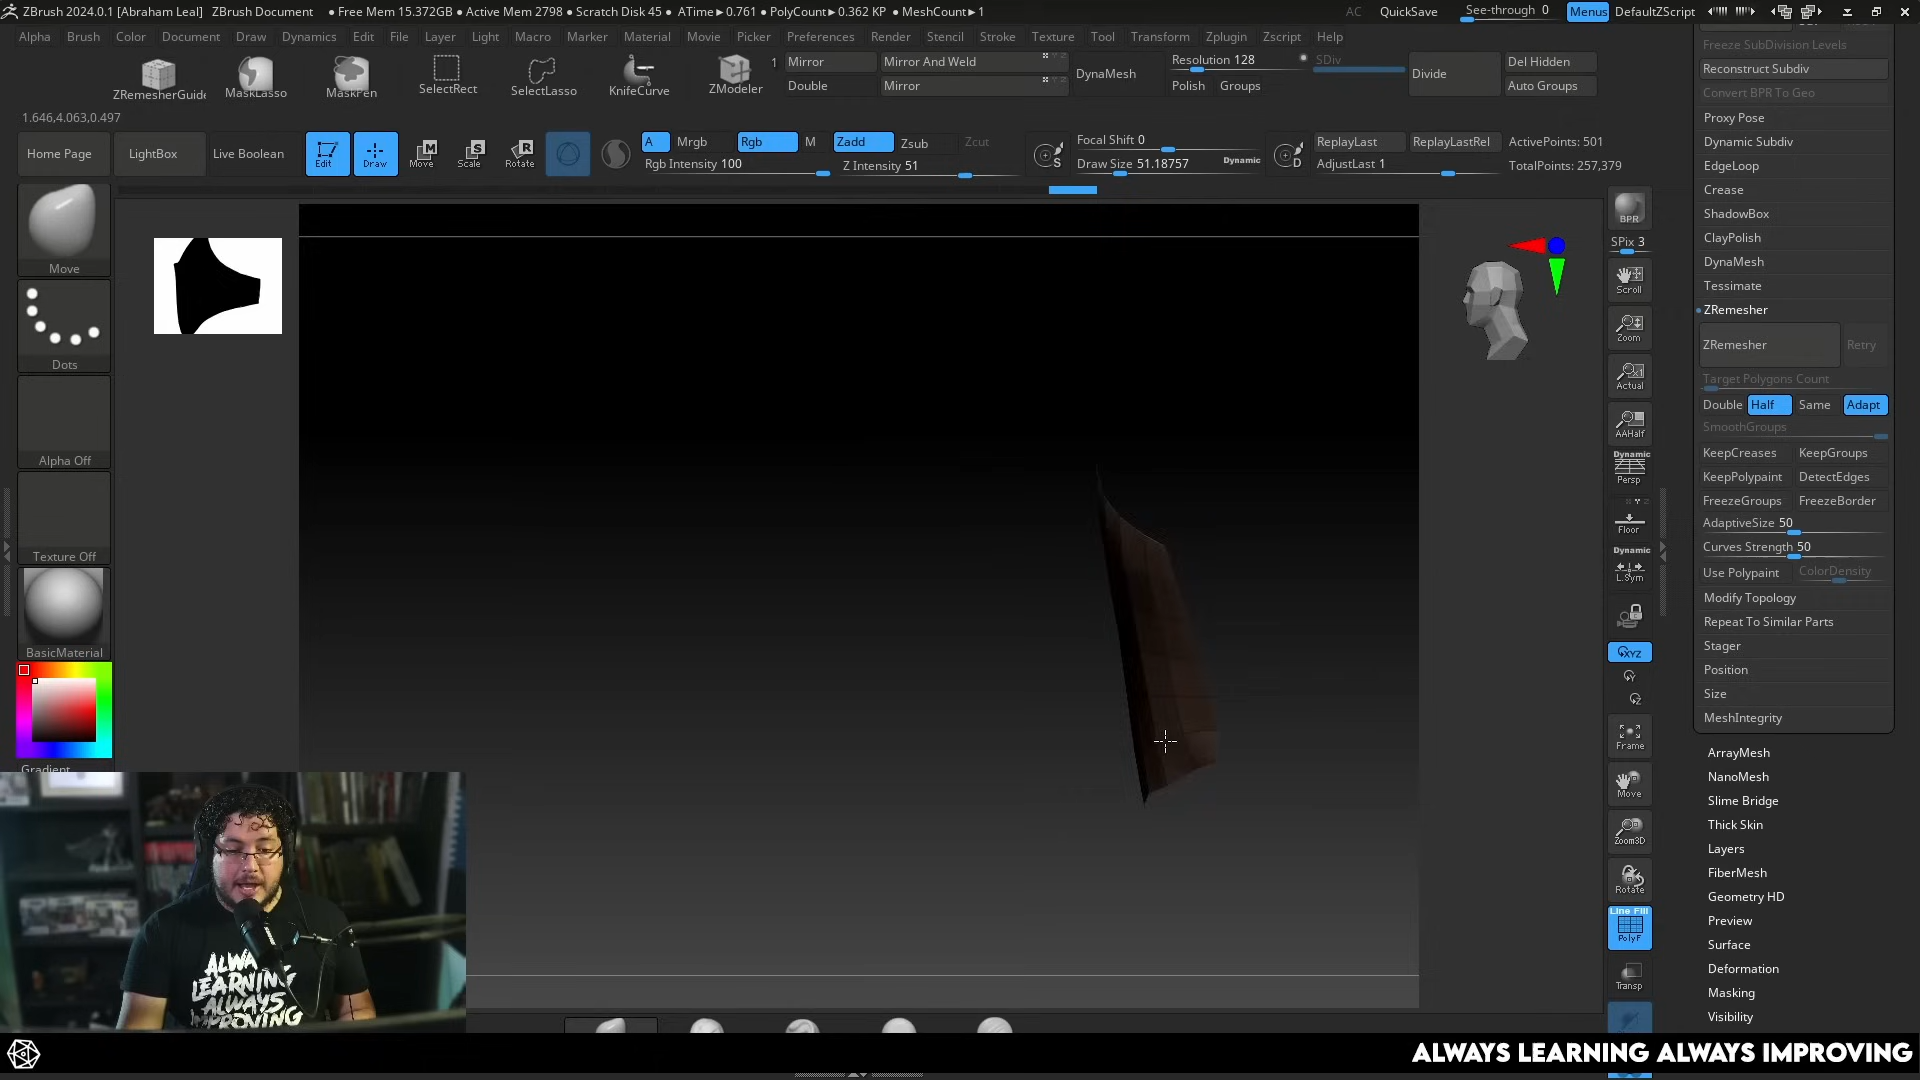 ZBrush 2024.0.1 [Abraham Leal] ZBrush Document ● Free Mem 15.372GB ● Active Mem 2798 ● Scratch Disk 45 ● ATime►0.761 ● PolyCount►0.362 KP ● MeshCount►1 AC QuickSave See-through 0 Menus DefaultZScript
Alpha Brush Color Document Draw Dynamics Edit File Layer Light Macro Marker Material Movie Picker Preferences Render Stencil Stroke Texture Tool Transform Zplugin Zscript Help
ZRemesherGuide MaskLasso MaskPen SelectRect SelectLasso KnifeCurve ZModeler
1 Mirror Mirror And Weld DynaMesh Resolution 128 SDiv Divide Del Hidden
Double Mirror Polish Groups Auto Groups
1.646,4.063,0.497
Home Page LightBox Live Boolean Edit Draw Move Scale Rotate
A Mrgb Rgb M Zadd Zsub Zcut
Rgb Intensity 100 Z Intensity 51
S Focal Shift 0
Draw Size 51.18757 Dynamic
D ReplayLast ReplayLastRel ActivePoints: 501
AdjustLast 1 TotalPoints: 257,379
Move
Dots
Alpha Off
Texture Off
BasicMaterial
Gradient
BPR
SPix 3
Scroll
Zoom
Actual
AAHalf
Dynamic
Persp
Floor
Dynamic
L.Sym
XYZ
Frame
Move
Zoom3D
Rotate
Line Fill
PolyF
Transp
Freeze SubDivision Levels
Reconstruct Subdiv
Convert BPR To Geo
Proxy Pose
Dynamic Subdiv
EdgeLoop
Crease
ShadowBox
ClayPolish
DynaMesh
Tessimate
ZRemesher
ZRemesher Retry
Target Polygons Count
Double Half Same Adapt
SmoothGroups
KeepCreases KeepGroups
KeepPolypaint DetectEdges
FreezeGroups FreezeBorder
AdaptiveSize 50
Curves Strength 50
Use Polypaint ColorDensity
Modify Topology
Repeat To Similar Parts
Stager
Position
Size
MeshIntegrity
ArrayMesh
NanoMesh
Slime Bridge
Thick Skin
Layers
FiberMesh
Geometry HD
Preview
Surface
Deformation
Masking
Visibility
ALWA
LEARNING
ALWAYS
IMPROVING
ALWAYS LEARNING ALWAYS IMPROVING